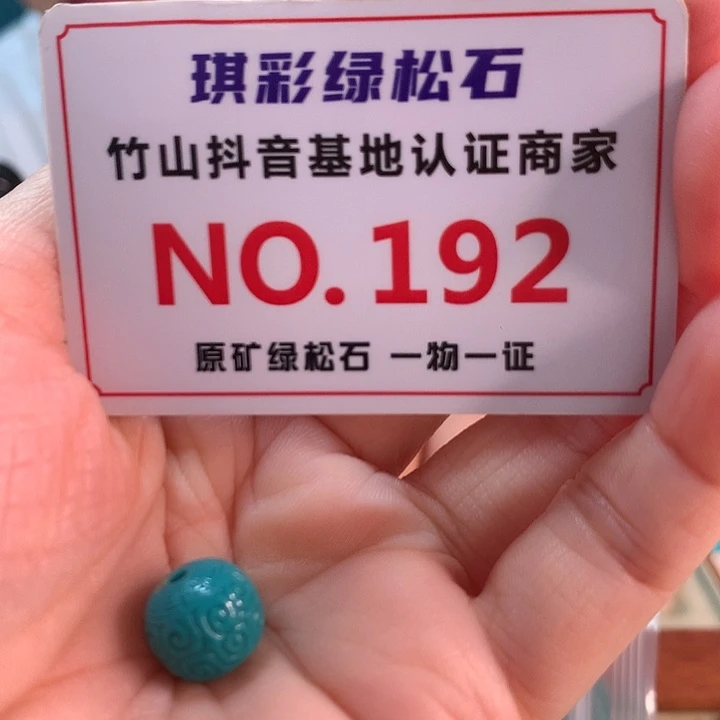 琪彩绿松石
竹山抖音基地认证商家
NO.192
原矿绿松石 一物一证